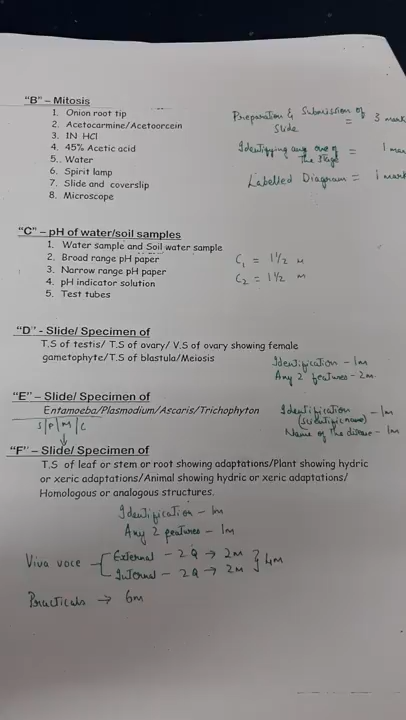 "B" – Mitosis
1. Onion root tip
2. Acetocarmine/Acetoorcein
3. IN HCl
4. 45% Acetic acid
5. Water
6. Spirit lamp
7. Slide and coverslip
8. Microscope
Preparation & Submission of
Slide = 3 mark
Identifying any one of
the stage = 1 mar
Labelled Diagram = 1 mark
"C" – pH of water/soil samples
1. Water sample and Soil water sample
2. Broad range pH paper
3. Narrow range pH paper
4. pH indicator solution
5. Test tubes
C1 = 1 1/2 M
C2 = 1 1/2 M
"D" – Slide/ Specimen of
T.S of testis/ T.S of ovary/ V.S of ovary showing female
gametophyte/T.S of blastula/Meiosis
Identification – 1m
Any 2 features – 2m.
"E" – Slide/ Specimen of
Entamoeba/Plasmodium/Ascaris/Trichophyton
S|P|M|C
Identification – 1m
(Scientific name)
Name of the disease – 1m
"F" – Slide/ Specimen of
T.S of leaf or stem or root showing adaptations/Plant showing hydric
or xeric adaptations/Animal showing hydric or xeric adaptations/
Homologous or analogous structures.
Identification – 1m
Any 2 features – 1m
Viva voce External – 2Q → 2M
Internal – 2Q → 2M } 4M
Practicals → 6m